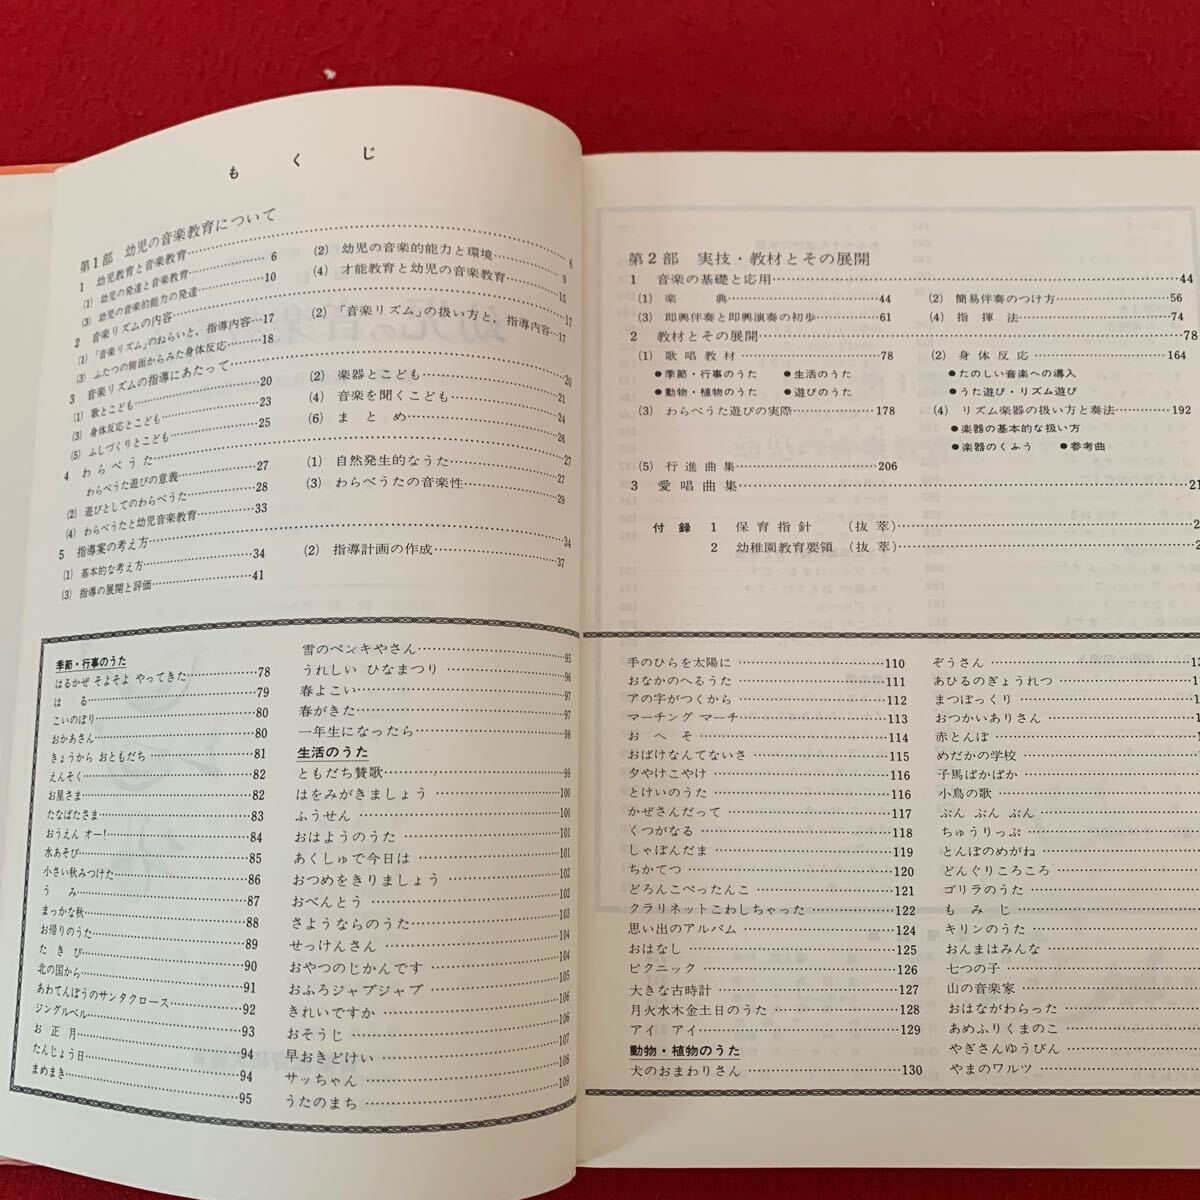 もくじ
第1部 幼児の音楽教育について
1 幼児教育と音楽教育……6
(1) 幼児の発達と音楽教育……6
(2) 幼児の音楽的能力と環境……9
(3) 幼児の音楽的能力の発達……10
(4) 才能教育と幼児の音楽教育……15
2 音楽リズムの内容……17
(1) 「音楽リズム」のねらいと、指導内容…17
(2) 「音楽リズム」の扱い方と、指導内容…17
(3) ふたつの側面からみた身体反応……18
3 音楽リズムの指導にあたって……20
(1) 歌とこども……20
(2) 楽器とこども……21
(3) 身体反応とこども……23
(4) 音楽を聞くこども……24
(5) ふしづくりとこども……25
(6) まとめ……26
4 わらべうた……27
わらべうた遊びの意義……27
(1) 自然発生的なうた……27
(2) 遊びとしてのわらべうた……28
(3) わらべうたの音楽性……29
(4) わらべうたと幼児音楽教育……33
5 指導案の考え方……34
(1) 基本的な考え方……34
(2) 指導計画の作成……37
(3) 指導の展開と評価……41
季節・行事のうた
はるかぜ そよそよ やってきた……78
はる……79
こいのぼり……80
おかあさん……80
きょうから おともだち……81
えんそく……82
お星さま……82
たなばたさま……83
おうえん オー!……84
水あそび……85
小さい秋みつけた……86
うみ……87
まっかな秋……88
お帰りのうた……89
たきび……90
北の国から……91
あわてんぼうのサンタクロース……92
ジングルベル……93
お正月……94
たんじょう日……94
まめまき……95
雪のペンキやさん……95
うれしい ひなまつり……96
春よこい……97
春がきた……97
一年生になったら……98
生活のうた
ともだち賛歌……99
はをみがきましょう……100
ふうせん……100
おはようのうた……101
あくしゅで今日は……101
おつめをきりましょう……102
おべんとう……102
さようならのうた……103
せっけんさん……104
おやつのじかんです……104
おふろジャブジャブ……105
きれいですか……106
おそうじ……106
早おきどけい……107
サッちゃん……108
うたのまち……109
第2部 実技・教材とその展開
1 音楽の基礎と応用……44
(1) 楽典……44
(2) 簡易伴奏のつけ方……56
(3) 即興伴奏と即興演奏の初歩……61
(4) 指揮法……74
2 教材とその展開……78
(1) 歌唱教材……78
(2) 身体反応……164
●季節・行事のうた ●生活のうた
●たのしい音楽への導入
●動物・植物のうた ●遊びのうた
●うた遊び・リズム遊び
(3) わらべうた遊びの実際……178
(4) リズム楽器の扱い方と奏法……192
●楽器の基本的な扱い方
●楽器のくふう ●参考曲
(5) 行進曲集……206
3 愛唱曲集……21
付録 1 保育指針 (抜萃)……2
2 幼稚園教育要領 (抜萃)……2
手のひらを太陽に……110
おなかのへるうた……111
アの字がつくから……112
マーチング マーチ……113
おへそ……114
おばけなんてないさ……115
夕やけこやけ……116
とけいのうた……116
かぜさんだって……117
くつがなる……118
しゃぼんだま……119
ちかてつ……120
どろんこぺったんこ……121
クラリネットこわしちゃった……122
思い出のアルバム……124
おはなし……125
ピクニック……126
大きな古時計……127
月火水木金土日のうた……128
アイ アイ……129
動物・植物のうた
犬のおまわりさん……130
ぞうさん……13
あひるのぎょうれつ……1
まつぼっくり……1
おつかいありさん……1
赤とんぼ……1
めだかの学校……1
子馬ぱかぱか……
小鳥の歌……
ぶん ぶん ぶん……
ちゅうりっぷ……
とんぼのめがね……
どんぐりころころ……
ゴリラのうた……
もみじ……
キリンのうた……
おんまはみんな……
七つの子……
山の音楽家……
おはながわらった……
あめふりくまのこ……
やぎさんゆうびん……
やまのワルツ……